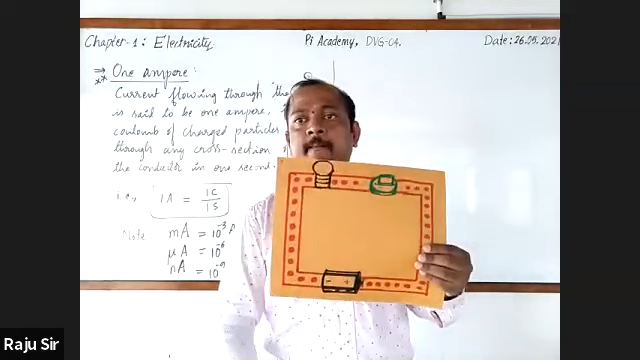 Chapter-1: Electricity.
Pi Academy, DVG-04.
Date: 26.05.202
⇒ One ampere:
**
Current flowing through the
is said to be one ampere,
coulomb of charged particles
through any cross-section
the conductor in one second.
i.e., 1A = 1C/1S
Note mA = 10⁻³ A
μA = 10⁻⁶
nA = 10⁻⁹
- +
Raju Sir